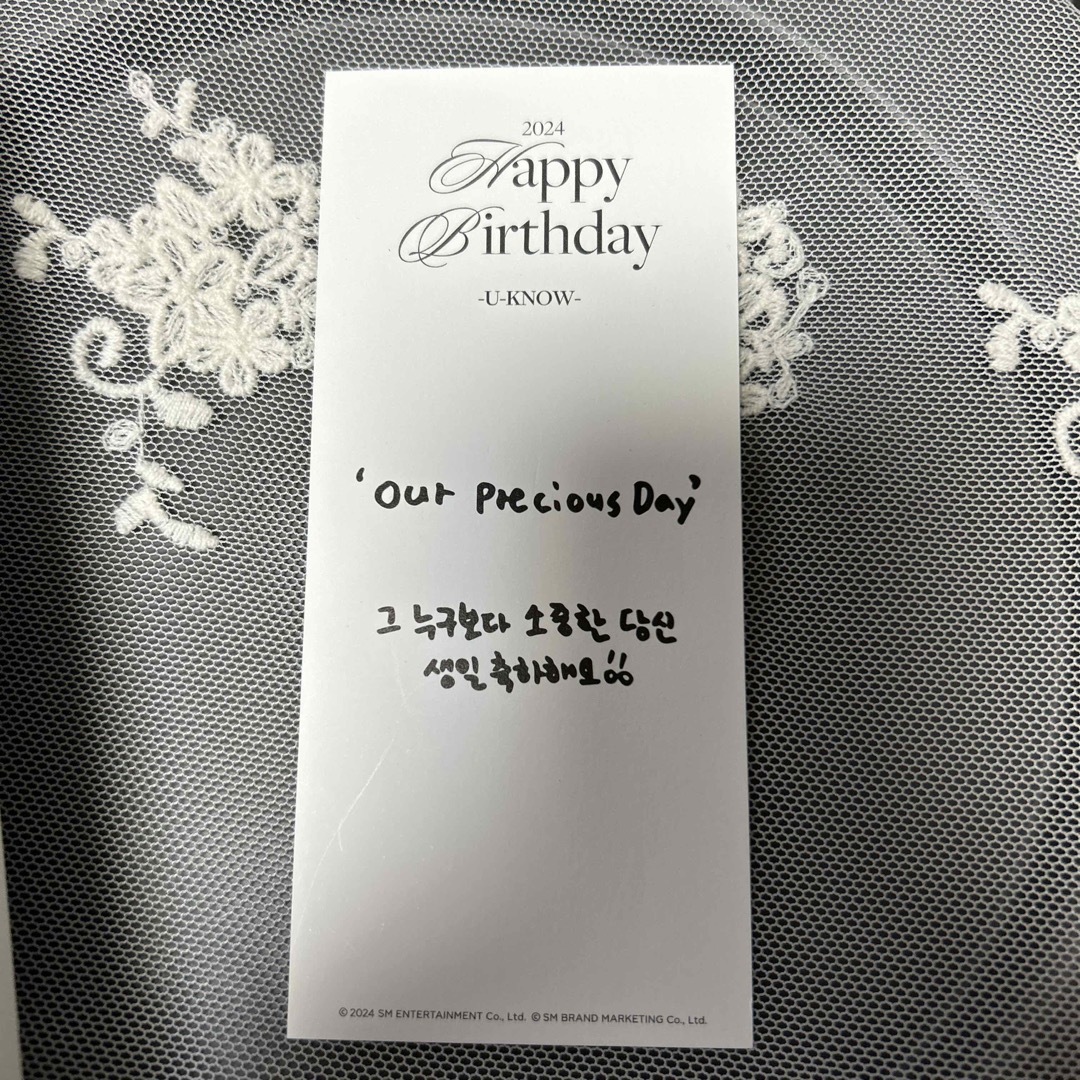 2024
Happy
Birthday
-U-KNOW-
'Our Precious Day'
그 누구보다 소중한 당신
생일 축하해요!!
© 2024 SM ENTERTAINMENT Co., Ltd. © SM BRAND MARKETING Co., Ltd.